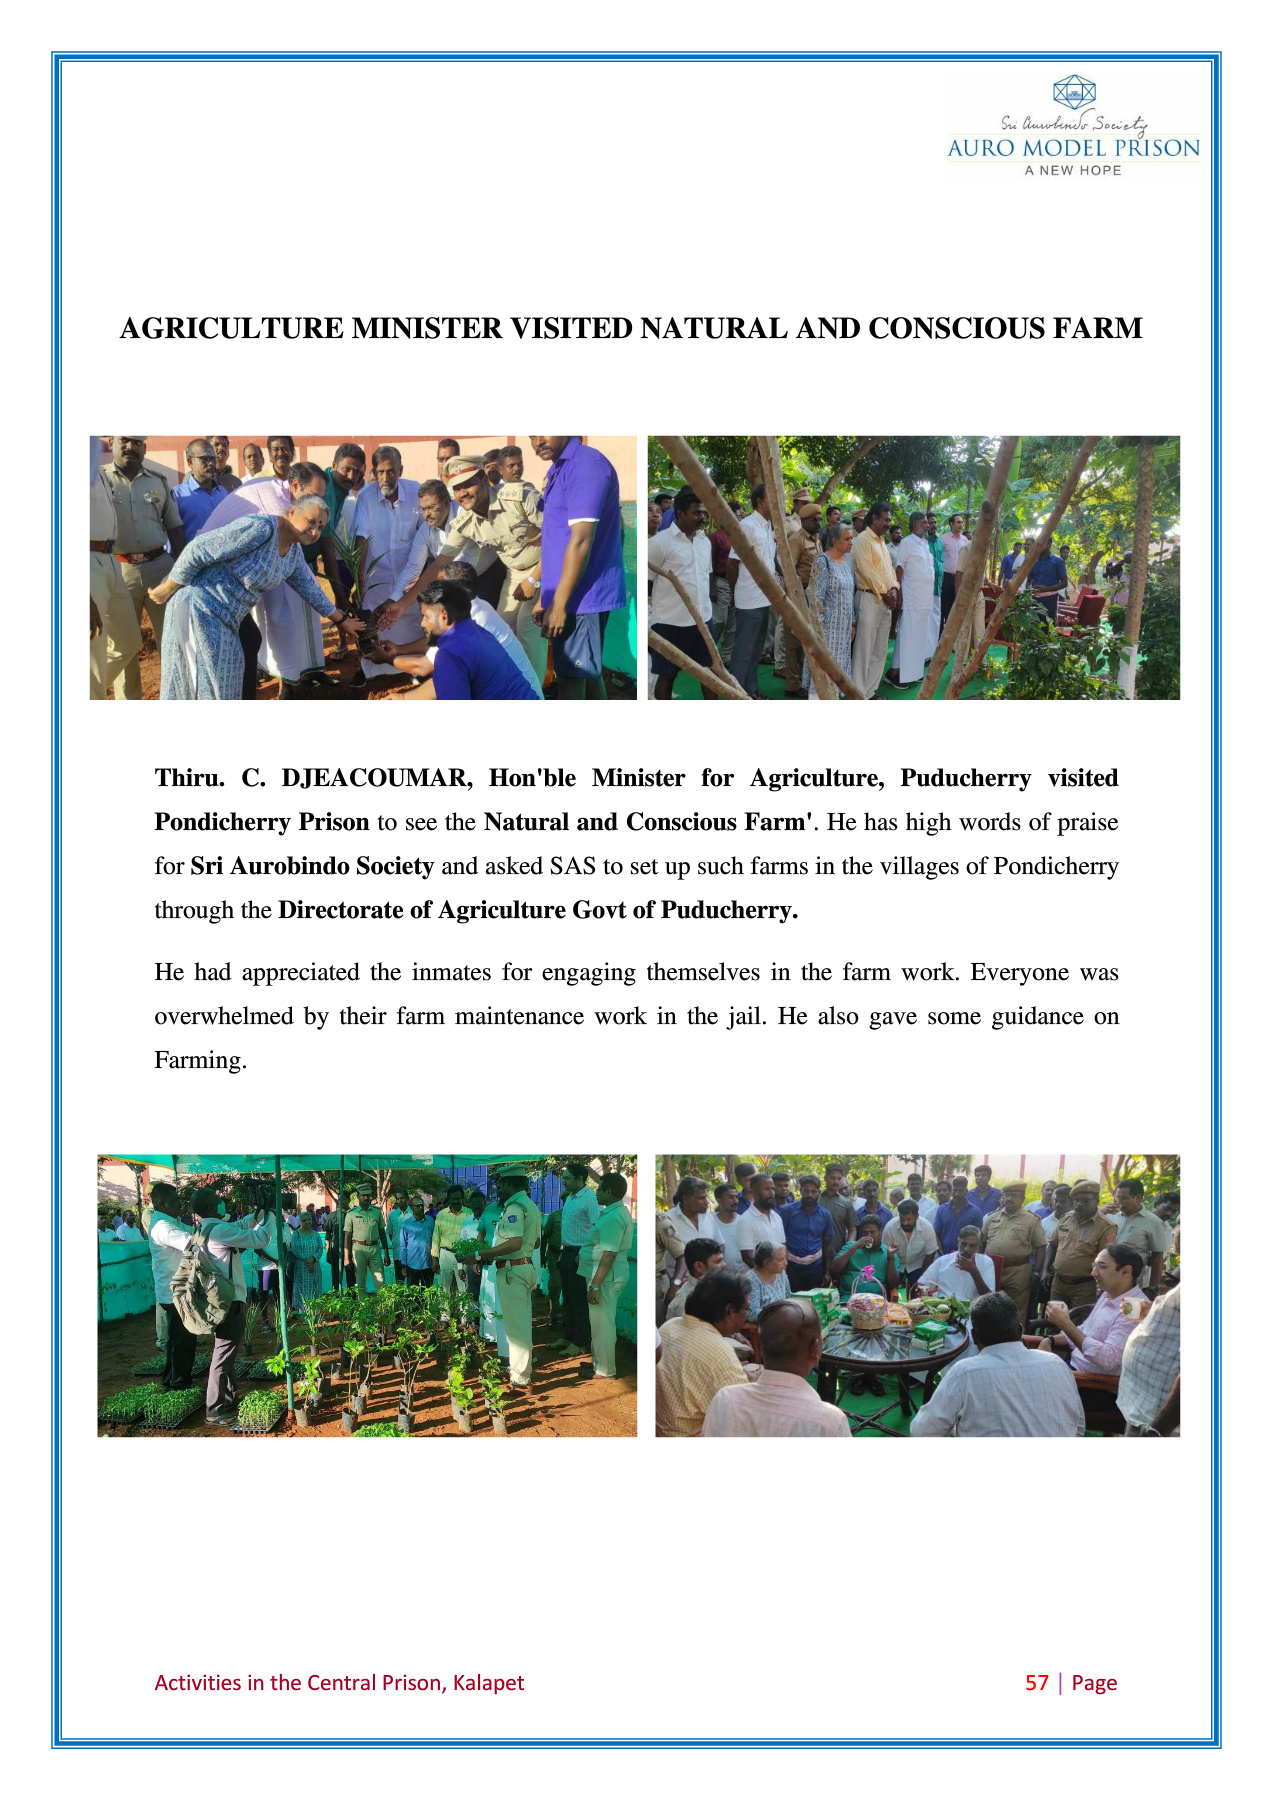 Sri Aurobindo Society
AURO MODEL PRISON
A NEW HOPE
AGRICULTURE MINISTER VISITED NATURAL AND CONSCIOUS FARM
Thiru. C. DJEACOUMAR, Hon'ble Minister for Agriculture, Puducherry visited
Pondicherry Prison to see the Natural and Conscious Farm'. He has high words of praise
for Sri Aurobindo Society and asked SAS to set up such farms in the villages of Pondicherry
through the Directorate of Agriculture Govt of Puducherry.
He had appreciated the inmates for engaging themselves in the farm work. Everyone was
overwhelmed by their farm maintenance work in the jail. He also gave some guidance on
Farming.
Activities in the Central Prison, Kalapet
57 | Page